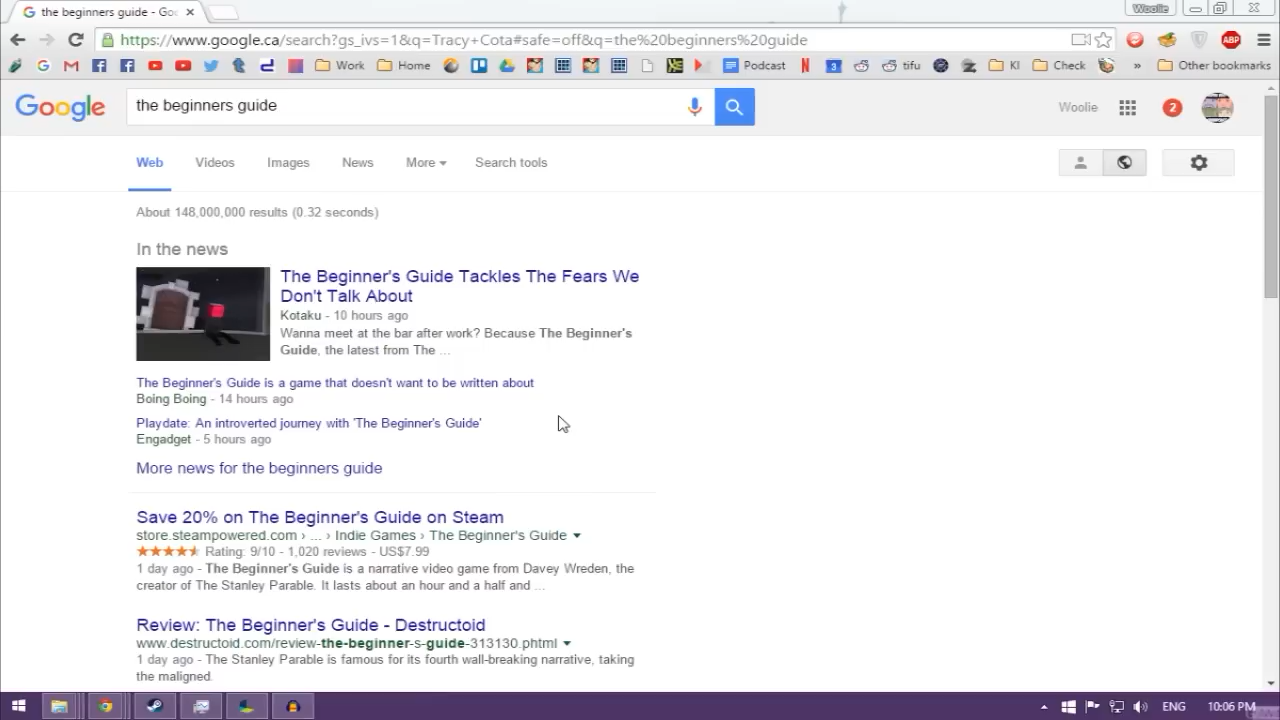 the beginners guide - Goo
Woolie
https://www.google.ca/search?gs_ivs=1&q=Tracy+Cota#safe=off&q=the%20beginners%20guide
ABP
Work
Home
3
Podcast
tifu
KI
Check
»
Other bookmarks
Google
the beginners guide
Woolie
2
Web
Videos
Images
News
More
Search tools
About 148,000,000 results (0.32 seconds)
In the news
The Beginner's Guide Tackles The Fears We
Don't Talk About
Kotaku - 10 hours ago
Wanna meet at the bar after work? Because The Beginner's
Guide, the latest from The ...
The Beginner's Guide is a game that doesn't want to be written about
Boing Boing - 14 hours ago
Playdate: An introverted journey with 'The Beginner's Guide'
Engadget - 5 hours ago
More news for the beginners guide
Save 20% on The Beginner's Guide on Steam
store.steampowered.com › ... › Indie Games › The Beginner's Guide
Rating: 9/10 - 1,020 reviews - US$7.99
1 day ago - The Beginner's Guide is a narrative video game from Davey Wreden, the
creator of The Stanley Parable. It lasts about an hour and a half and ...
Review: The Beginner's Guide - Destructoid
www.destructoid.com/review-the-beginner-s-guide-313130.phtml
1 day ago - The Stanley Parable is famous for its fourth wall-breaking narrative, taking
the maligned.
ENG
10:06 PM